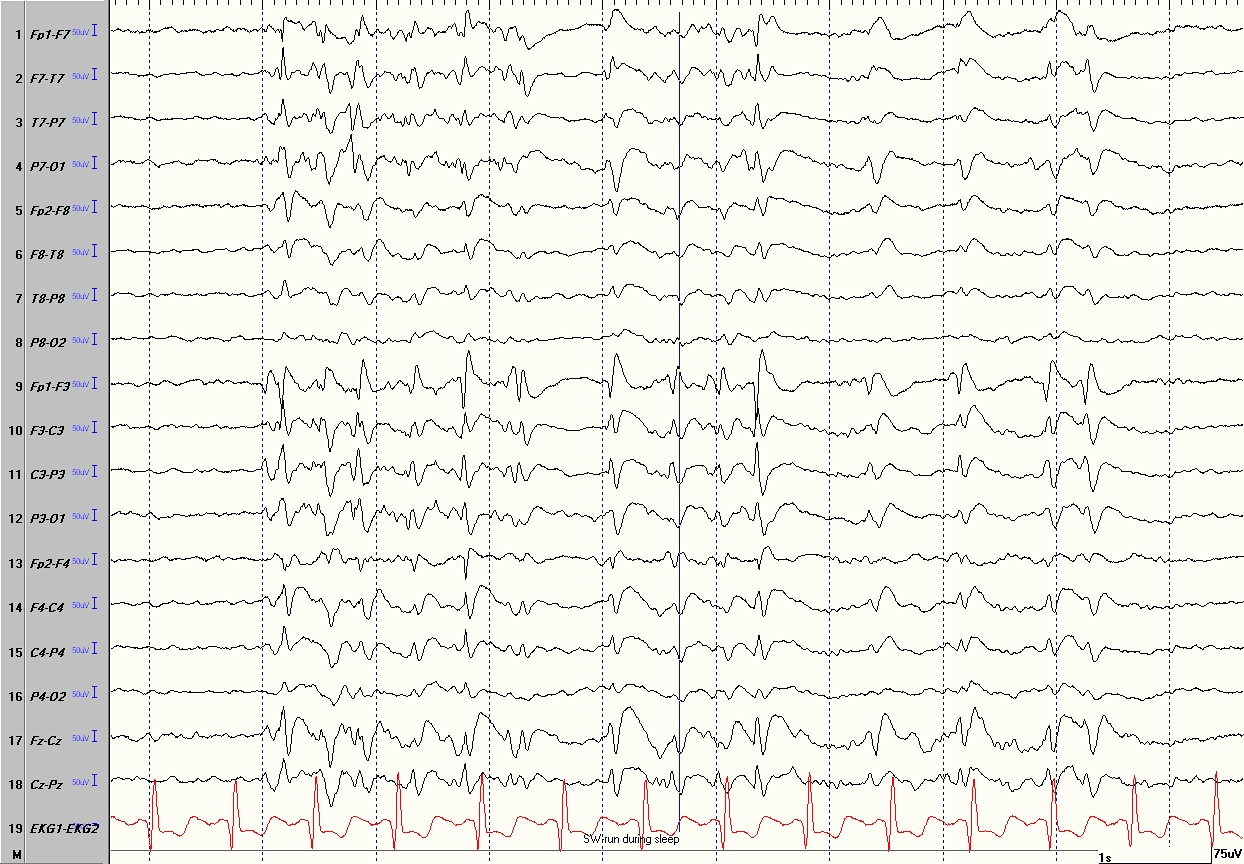 1 Fp1-F7 50uV
2 F7-T7 50uV
3 T7-P7 50uV
4 P7-O1 50uV
5 Fp2-F8 50uV
6 F8-T8 50uV
7 T8-P8 50uV
8 P8-O2 50uV
9 Fp1-F3 50uV
10 F3-C3 50uV
11 C3-P3 50uV
12 P3-O1 50uV
13 Fp2-F4 50uV
14 F4-C4 50uV
15 C4-P4 50uV
16 P4-O2 50uV
17 Fz-Cz 50uV
18 Cz-Pz 50uV
19 EKG1-EKG2
SW-run during sleep
M 1s 75uV